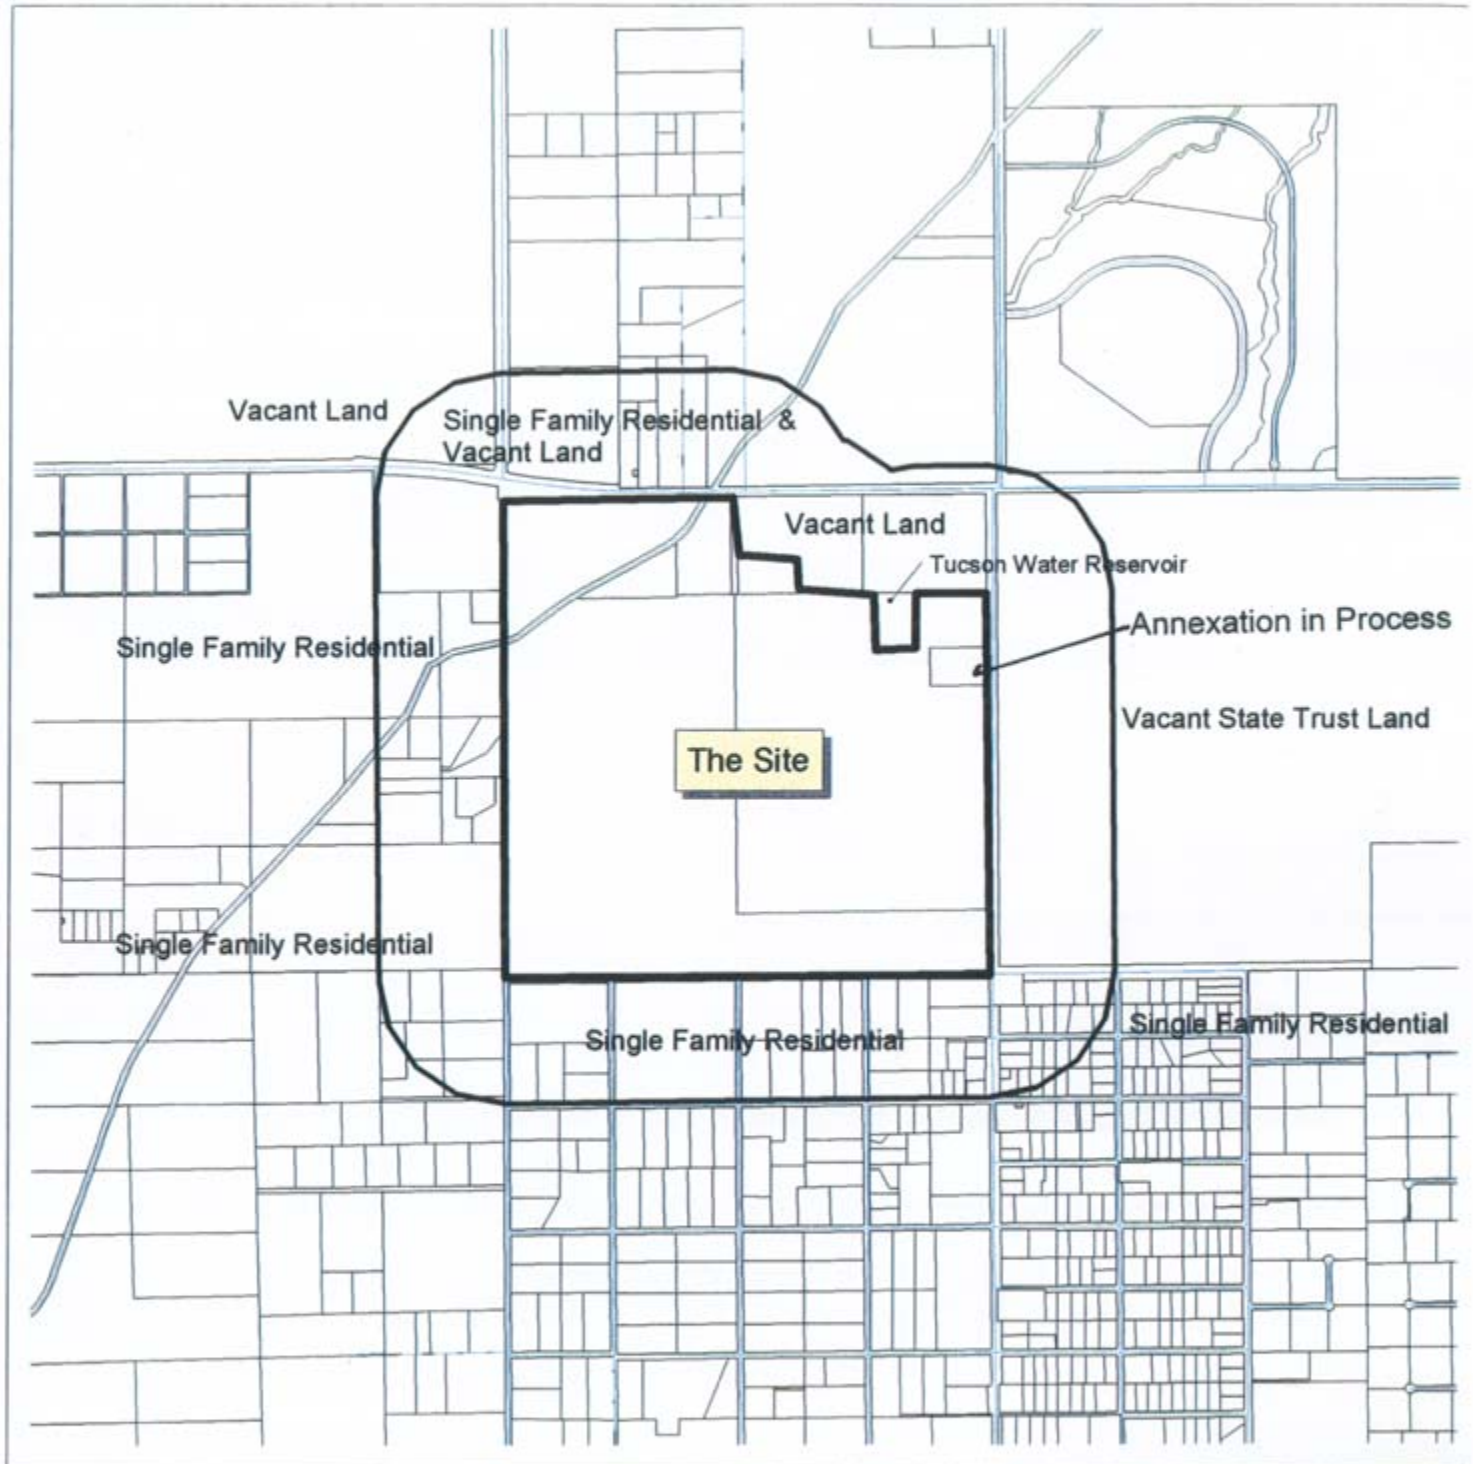 Vacant Land
Single Family Residential &
Vacant Land
Vacant Land
Tucson Water Reservoir
Annexation in Process
Single Family Residential
Vacant State Trust Land
The Site
Single Family Residential
Single Family Residential
Single Family Residential